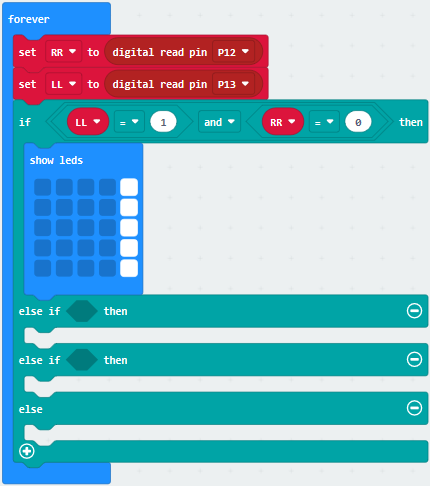 forever
set RR to digital read pin P12
set LL to digital read pin P13
if LL = 1 and RR = 0 then
show leds
else if then
else if then
else